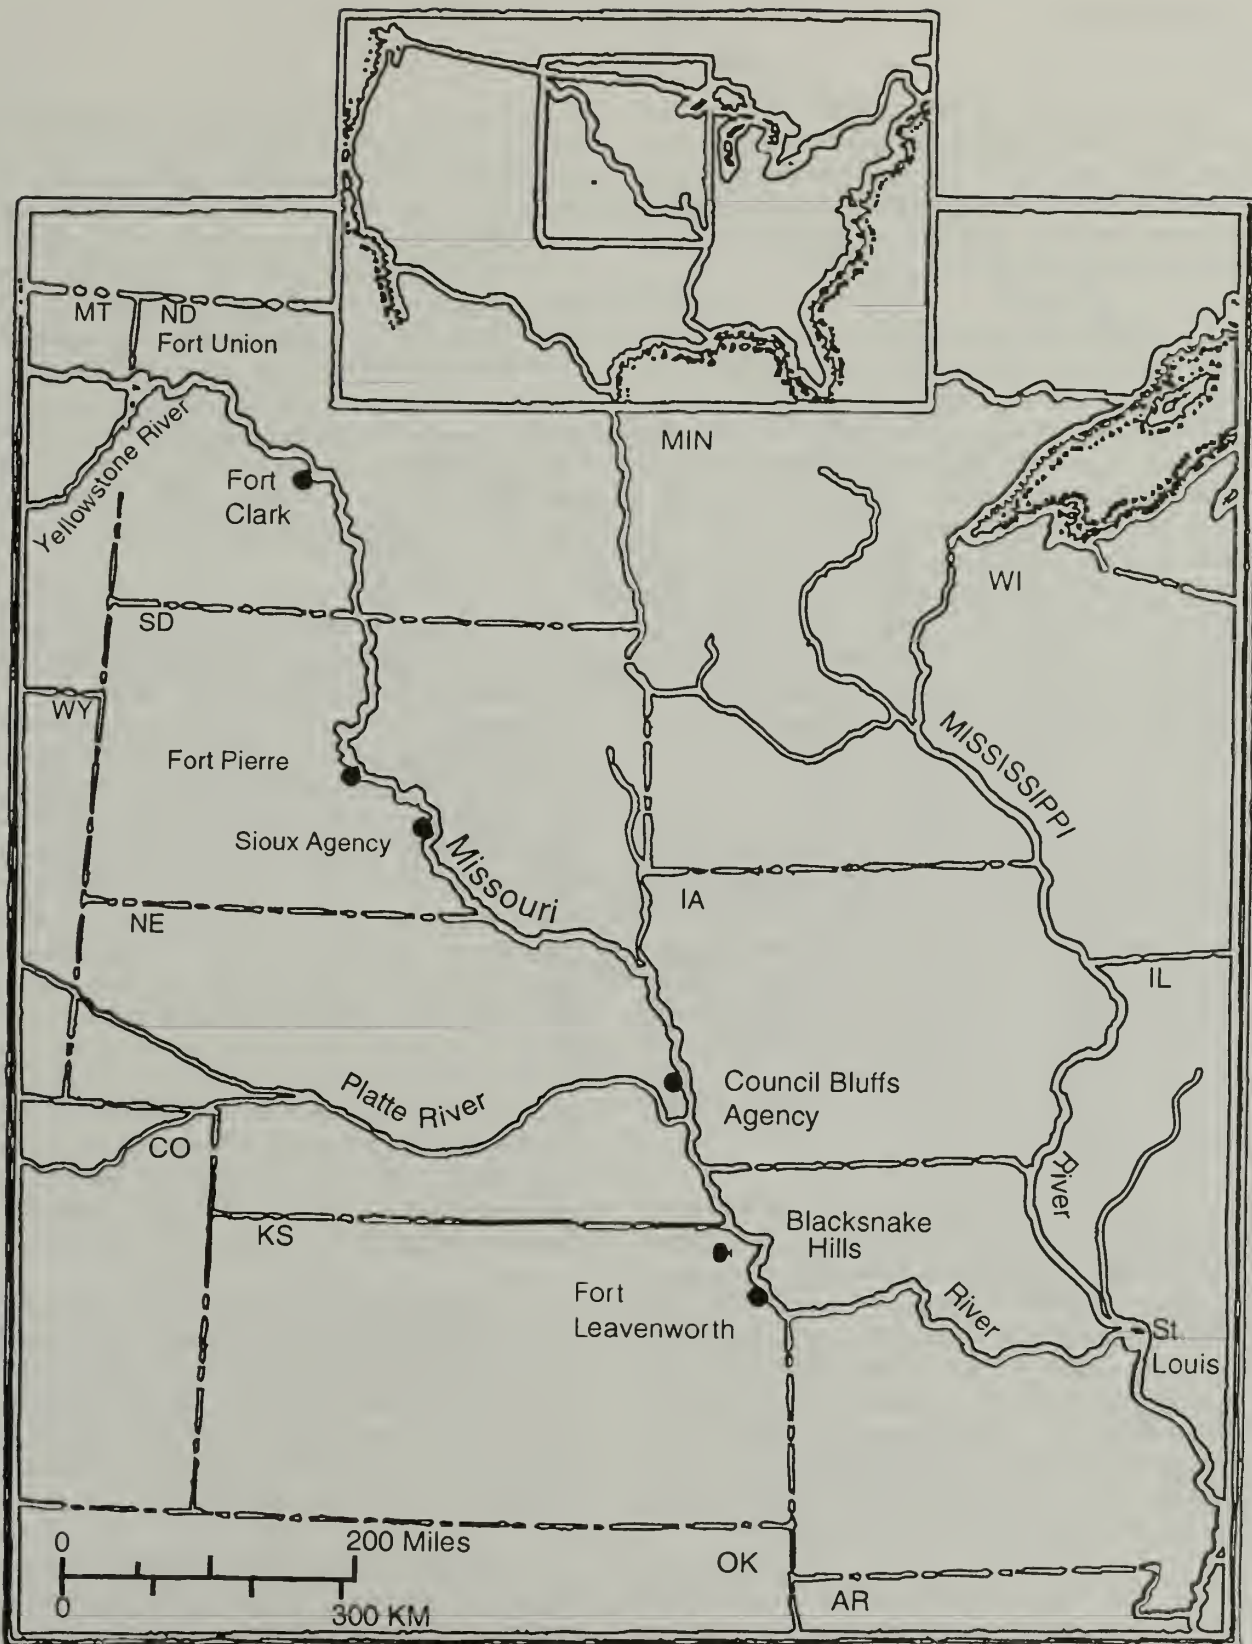 MT
ND
Fort Union
MIN
Yellowstone River
Fort
Clark
WI
SD
WY
MISSISSIPPI
Fort Pierre
Sioux Agency
Missouri
IA
NE
IL
Platte River
Council Bluffs
Agency
CO
River
Blacksnake
Hills
KS
Fort
Leavenworth
River
St.
Louis
0
200 Miles
OK
AR
0
300 KM